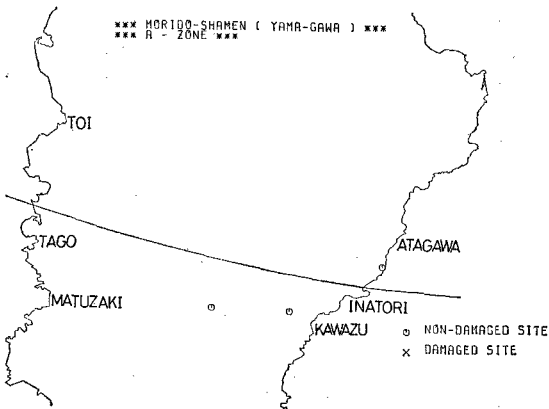 *** MORIDO-SHAMEN ( YAMA-GAWA ) ***
*** A - ZONE ***
TOI
TAGO
ATAGAWA
MATUZAKI
INATORI
KAWAZU
NON-DAMAGED SITE
× DAMAGED SITE